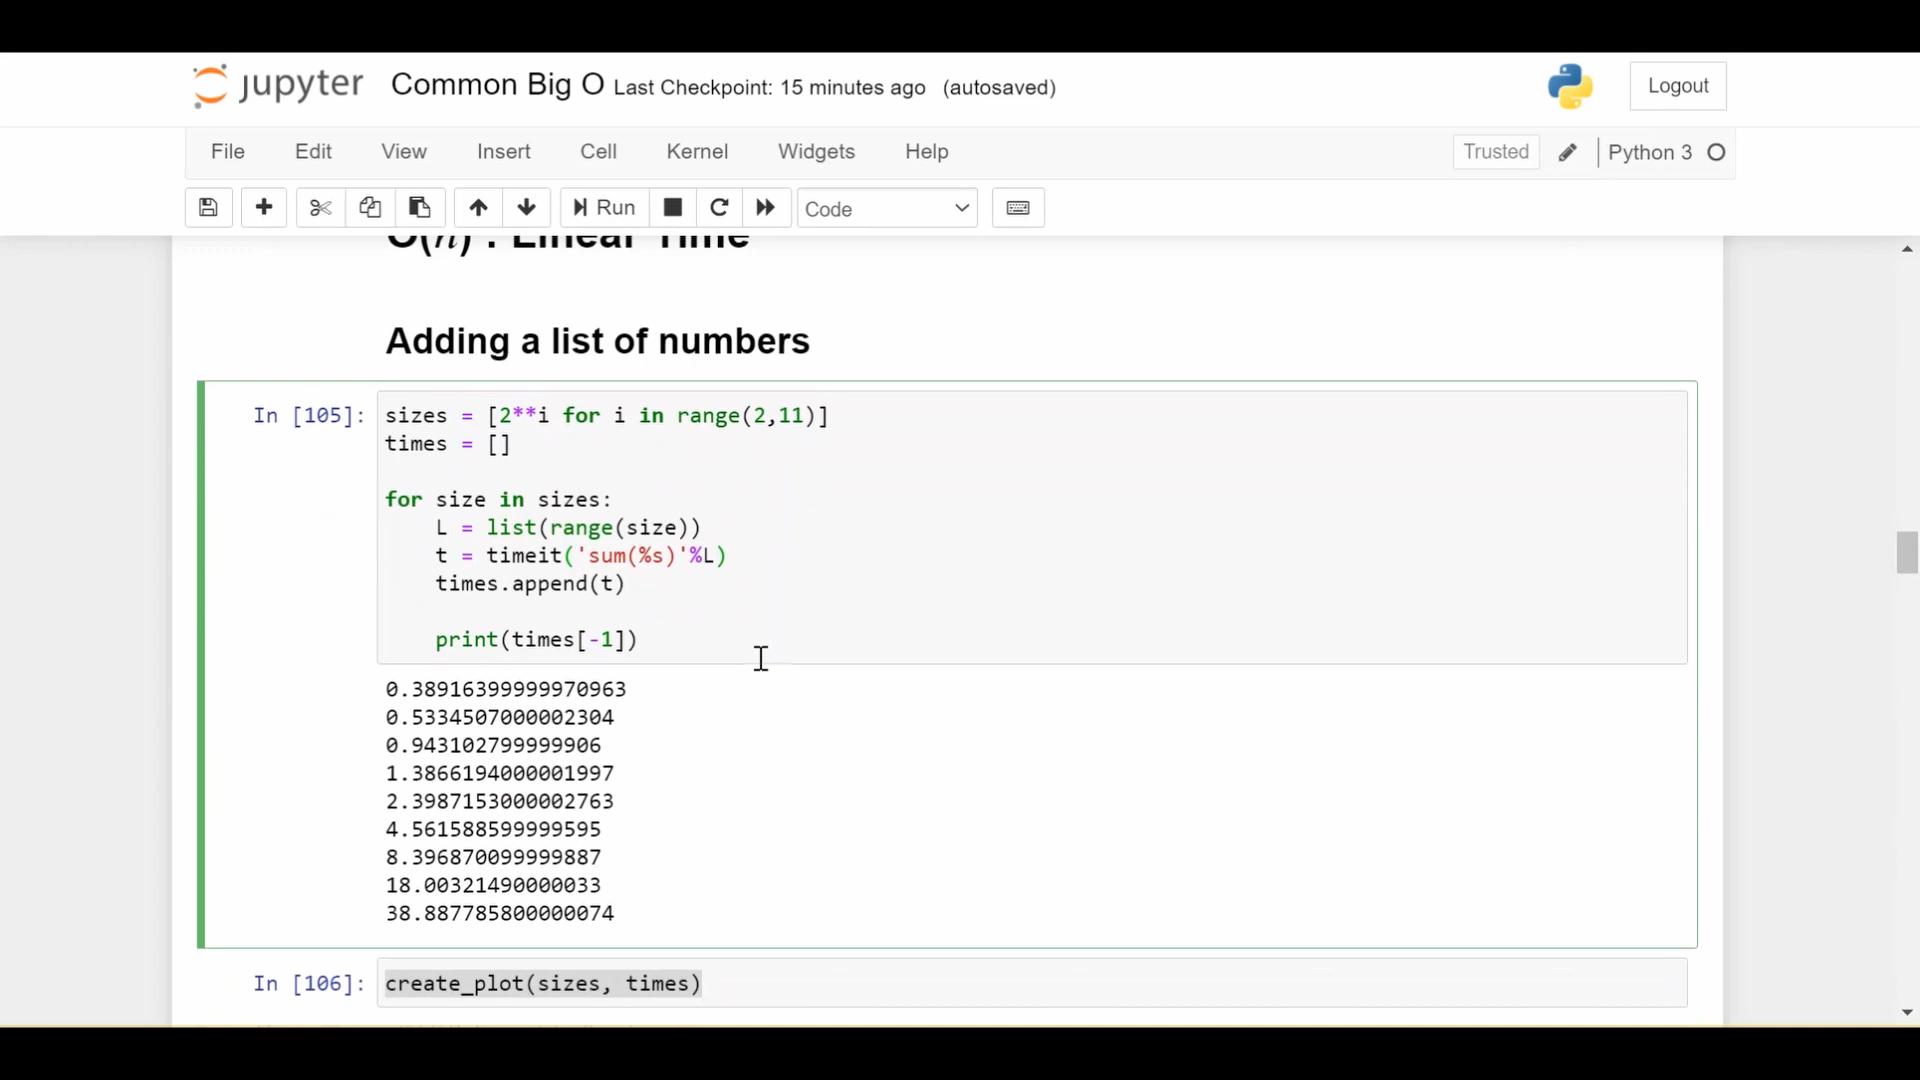 jupyter Common Big O Last Checkpoint: 15 minutes ago (autosaved) Logout
File Edit View Insert Cell Kernel Widgets Help Trusted Python 3
Run Code
O(n) : Linear Time
Adding a list of numbers
In [105]: sizes = [2**i for i in range(2,11)]
times = []
for size in sizes:
L = list(range(size))
t = timeit('sum(%s)'%L)
times.append(t)
print(times[-1])
0.38916399999970963
0.5334507000002304
0.943102799999906
1.3866194000001997
2.3987153000002763
4.561588599999595
8.396870099999887
18.00321490000033
38.887785800000074
In [106]: create_plot(sizes, times)